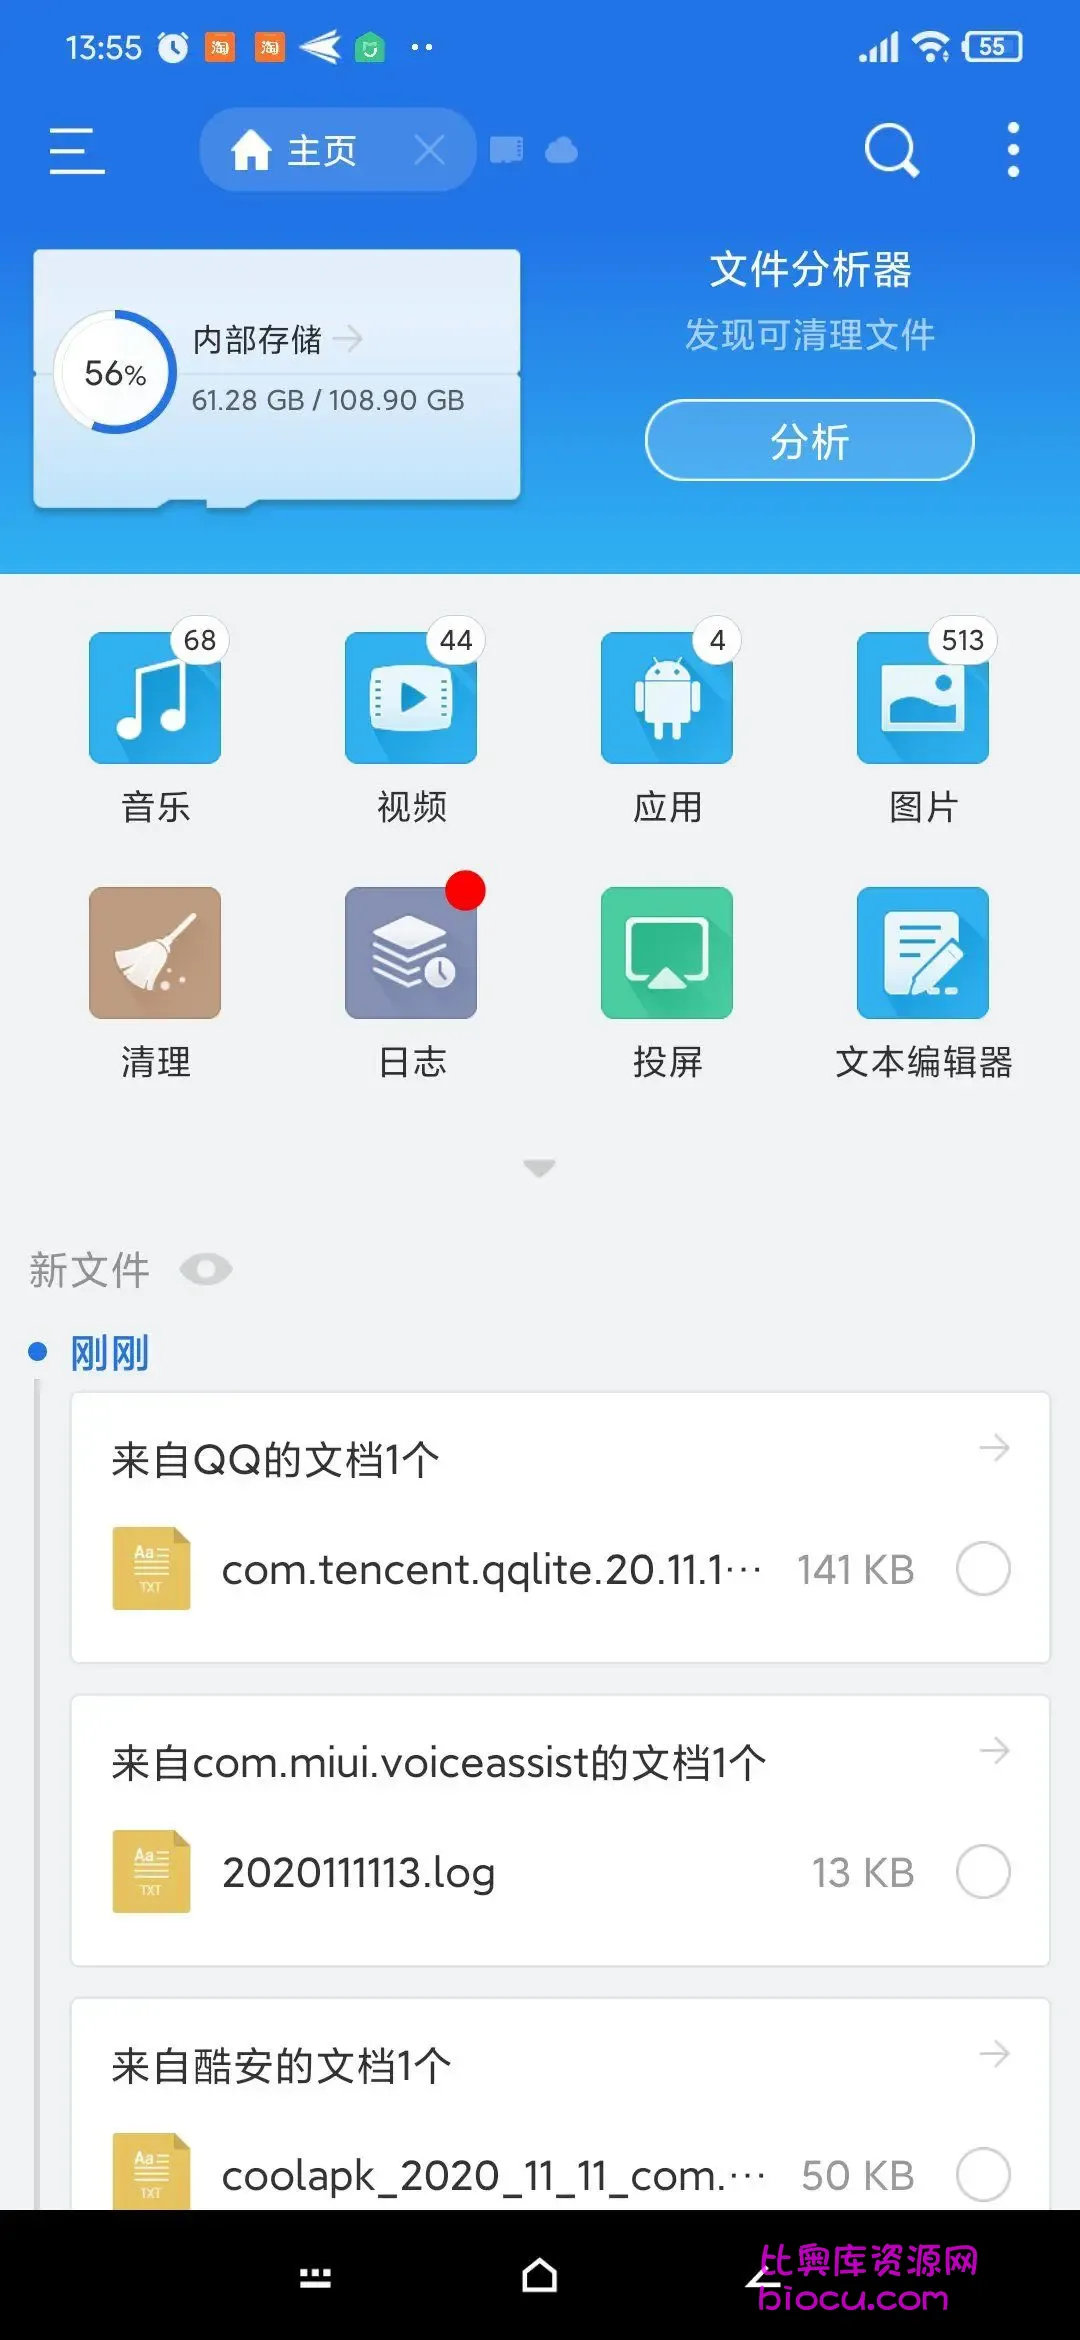 13:55 淘 淘 55
主页
文件分析器
发现可清理文件
分析
56%
内部存储
61.28 GB / 108.90 GB
68 44 4 513
音乐 视频 应用 图片
清理 日志 投屏 文本编辑器
新文件
刚刚
来自QQ的文档1个
Aa TXT com.tencent.qqlite.20.11.1··· 141 KB
来自com.miui.voiceassist的文档1个
Aa TXT 2020111113.log 13 KB
来自酷安的文档1个
Aa TXT coolapk_2020_11_11_com.··· 50 KB
比奥库资源网
biocu.com